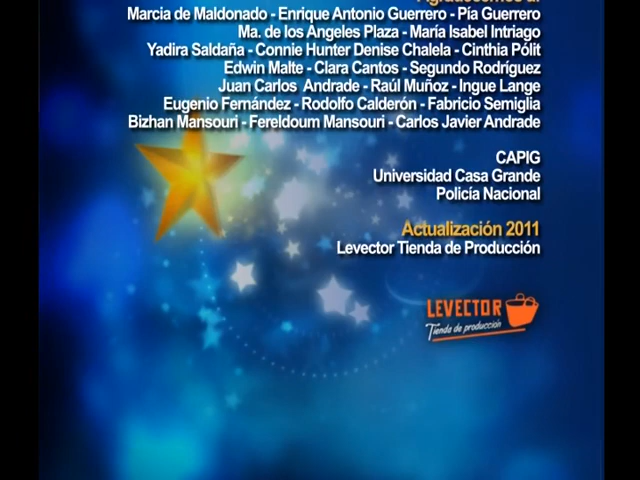 Agradecemos a:
Marcia de Maldonado - Enrique Antonio Guerrero - Pía Guerrero
Ma. de los Ángeles Plaza - María Isabel Intriago
Yadira Saldaña - Connie Hunter Denise Chalela - Cinthia Pólit
Edwin Malte - Clara Cantos - Segundo Rodríguez
Juan Carlos Andrade - Raúl Muñoz - Ingue Lange
Eugenio Fernández - Rodolfo Calderón - Fabricio Semiglia
Bizhan Mansouri - Fereldoum Mansouri - Carlos Javier Andrade
CAPIG
Universidad Casa Grande
Policía Nacional
Actualización 2011
Levector Tienda de Producción
LEVECTOR
Tienda de producción